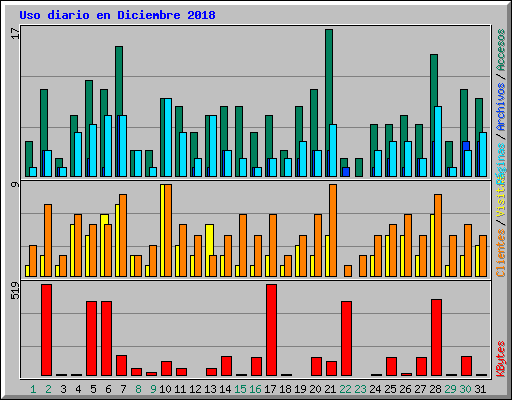 Uso diario en Diciembre 2018
17
9
519
Clientes / Visitas
Páginas / Archivos / Accesos
KBytes
1 2 3 4 5 6 7 8 9 10 11 12 13 14 15 16 17 18 19 20 21 22 23 24 25 26 27 28 29 30 31